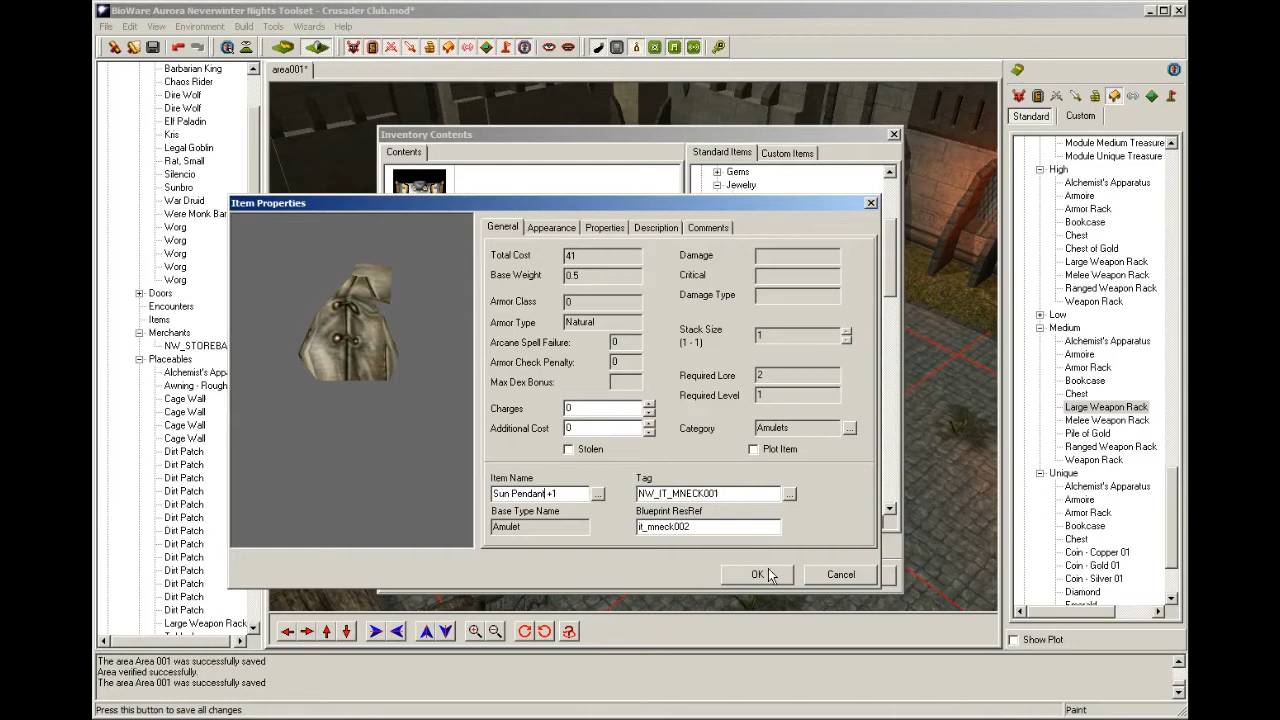 BioWare Aurora Neverwinter Nights Toolset - Crusader Club.mod*
File Edit View Environment Build Tools Wizards Help
Barbarian King
Chaos Rider
Dire Wolf
Dire Wolf
Elf Paladin
Kris
Legal Goblin
Rat, Small
Silencio
Sunbro
War Druid
Were Monk Bar
Worg
Worg
Worg
Worg
Worg
Doors
Encounters
Items
Merchants
NW_STOREBA
Placeables
Alchemist's App
Awning - Rough
Cage Wall
Cage Wall
Cage Wall
Cage Wall
Dirt Patch
Dirt Patch
Dirt Patch
Dirt Patch
Dirt Patch
Dirt Patch
Dirt Patch
Dirt Patch
Dirt Patch
Dirt Patch
Dirt Patch
Dirt Patch
Dirt Patch
Large Weapon Rack
area001*
Inventory Contents
Contents
Standard Items
Custom Items
Gems
Jewelry
Item Properties
General
Appearance
Properties
Description
Comments
Total Cost
41
Base Weight
0.5
Armor Class
0
Armor Type
Natural
Arcane Spell Failure:
0
Armor Check Penalty:
0
Max Dex Bonus:
Charges
0
Additional Cost
0
Stolen
Damage
Critical
Damage Type
Stack Size
(1 - 1)
1
Required Lore
2
Required Level
1
Category
Amulets
...
Plot Item
Item Name
Sun Pendant +1
...
Tag
NW_IT_MNECK001
...
Base Type Name
Amulet
Blueprint ResRef
it_mneck002
OK
Cancel
Standard
Custom
Module Medium Treasure
Module Unique Treasure
High
Alchemist's Apparatus
Armoire
Armor Rack
Bookcase
Chest
Chest of Gold
Large Weapon Rack
Melee Weapon Rack
Ranged Weapon Rack
Weapon Rack
Low
Medium
Alchemist's Apparatus
Armoire
Armor Rack
Bookcase
Chest
Large Weapon Rack
Melee Weapon Rack
Pile of Gold
Ranged Weapon Rack
Weapon Rack
Unique
Alchemist's Apparatus
Armoire
Armor Rack
Bookcase
Chest
Coin - Copper 01
Coin - Gold 01
Coin - Silver 01
Diamond
Show Plot
The area Area 001 was successfully saved
Area verified successfully.
The area Area 001 was successfully saved
Press this button to save all changes
Paint